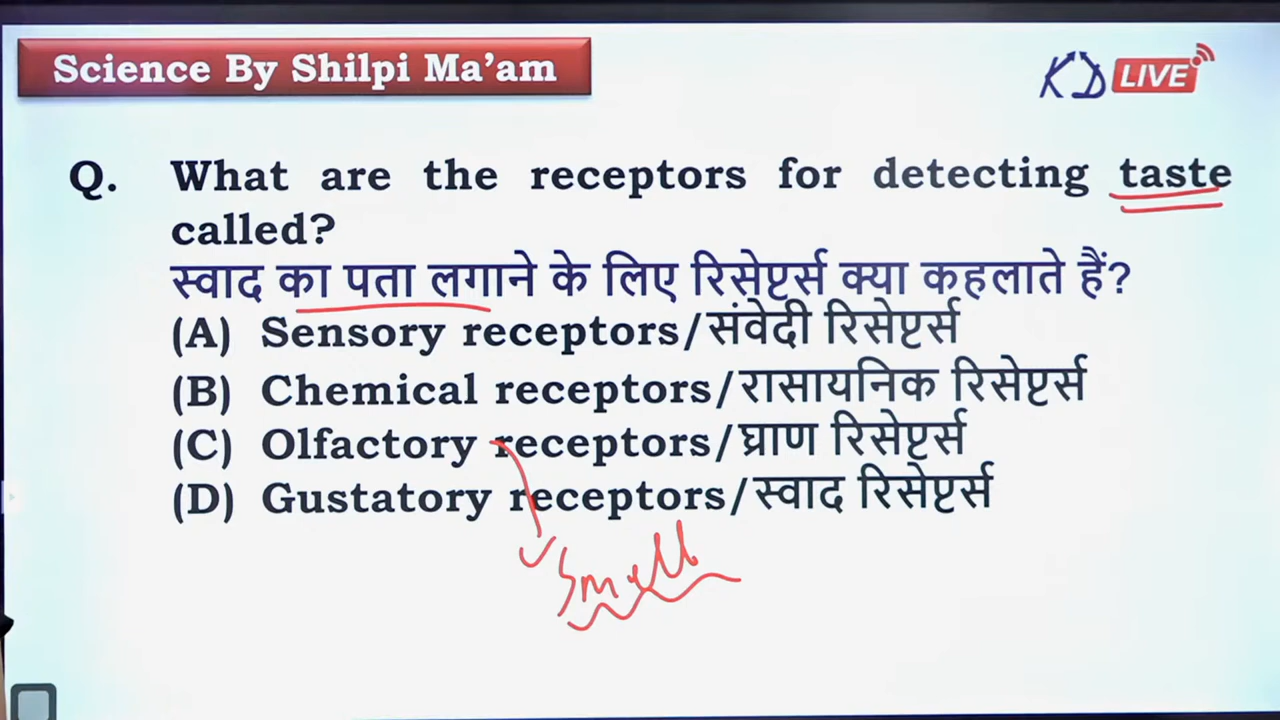 Science By Shilpi Ma'am
KD LIVE
Q. What are the receptors for detecting taste
called?
स्वाद का पता लगाने के लिए रिसेप्टर्स क्या कहलाते हैं?
(A) Sensory receptors/संवेदी रिसेप्टर्स
(B) Chemical receptors/रासायनिक रिसेप्टर्स
(C) Olfactory receptors/घ्राण रिसेप्टर्स
(D) Gustatory receptors/स्वाद रिसेप्टर्स
Smell